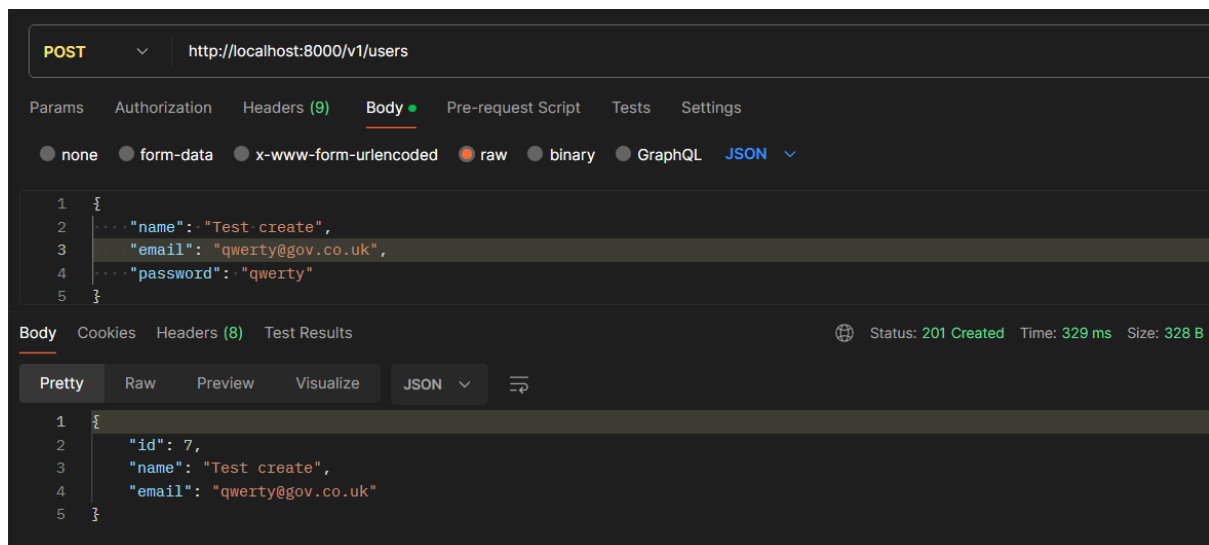 POST http://localhost:8000/v1/users
Params Authorization Headers (9) Body Pre-request Script Tests Settings
none form-data x-www-form-urlencoded raw binary GraphQL JSON
1 {
2 "name": "Test create",
3 "email": "qwerty@gov.co.uk",
4 "password": "qwerty"
5 }
Body Cookies Headers (8) Test Results Status: 201 Created Time: 329 ms Size: 328 B
Pretty Raw Preview Visualize JSON
1 {
2 "id": 7,
3 "name": "Test create",
4 "email": "qwerty@gov.co.uk"
5 }